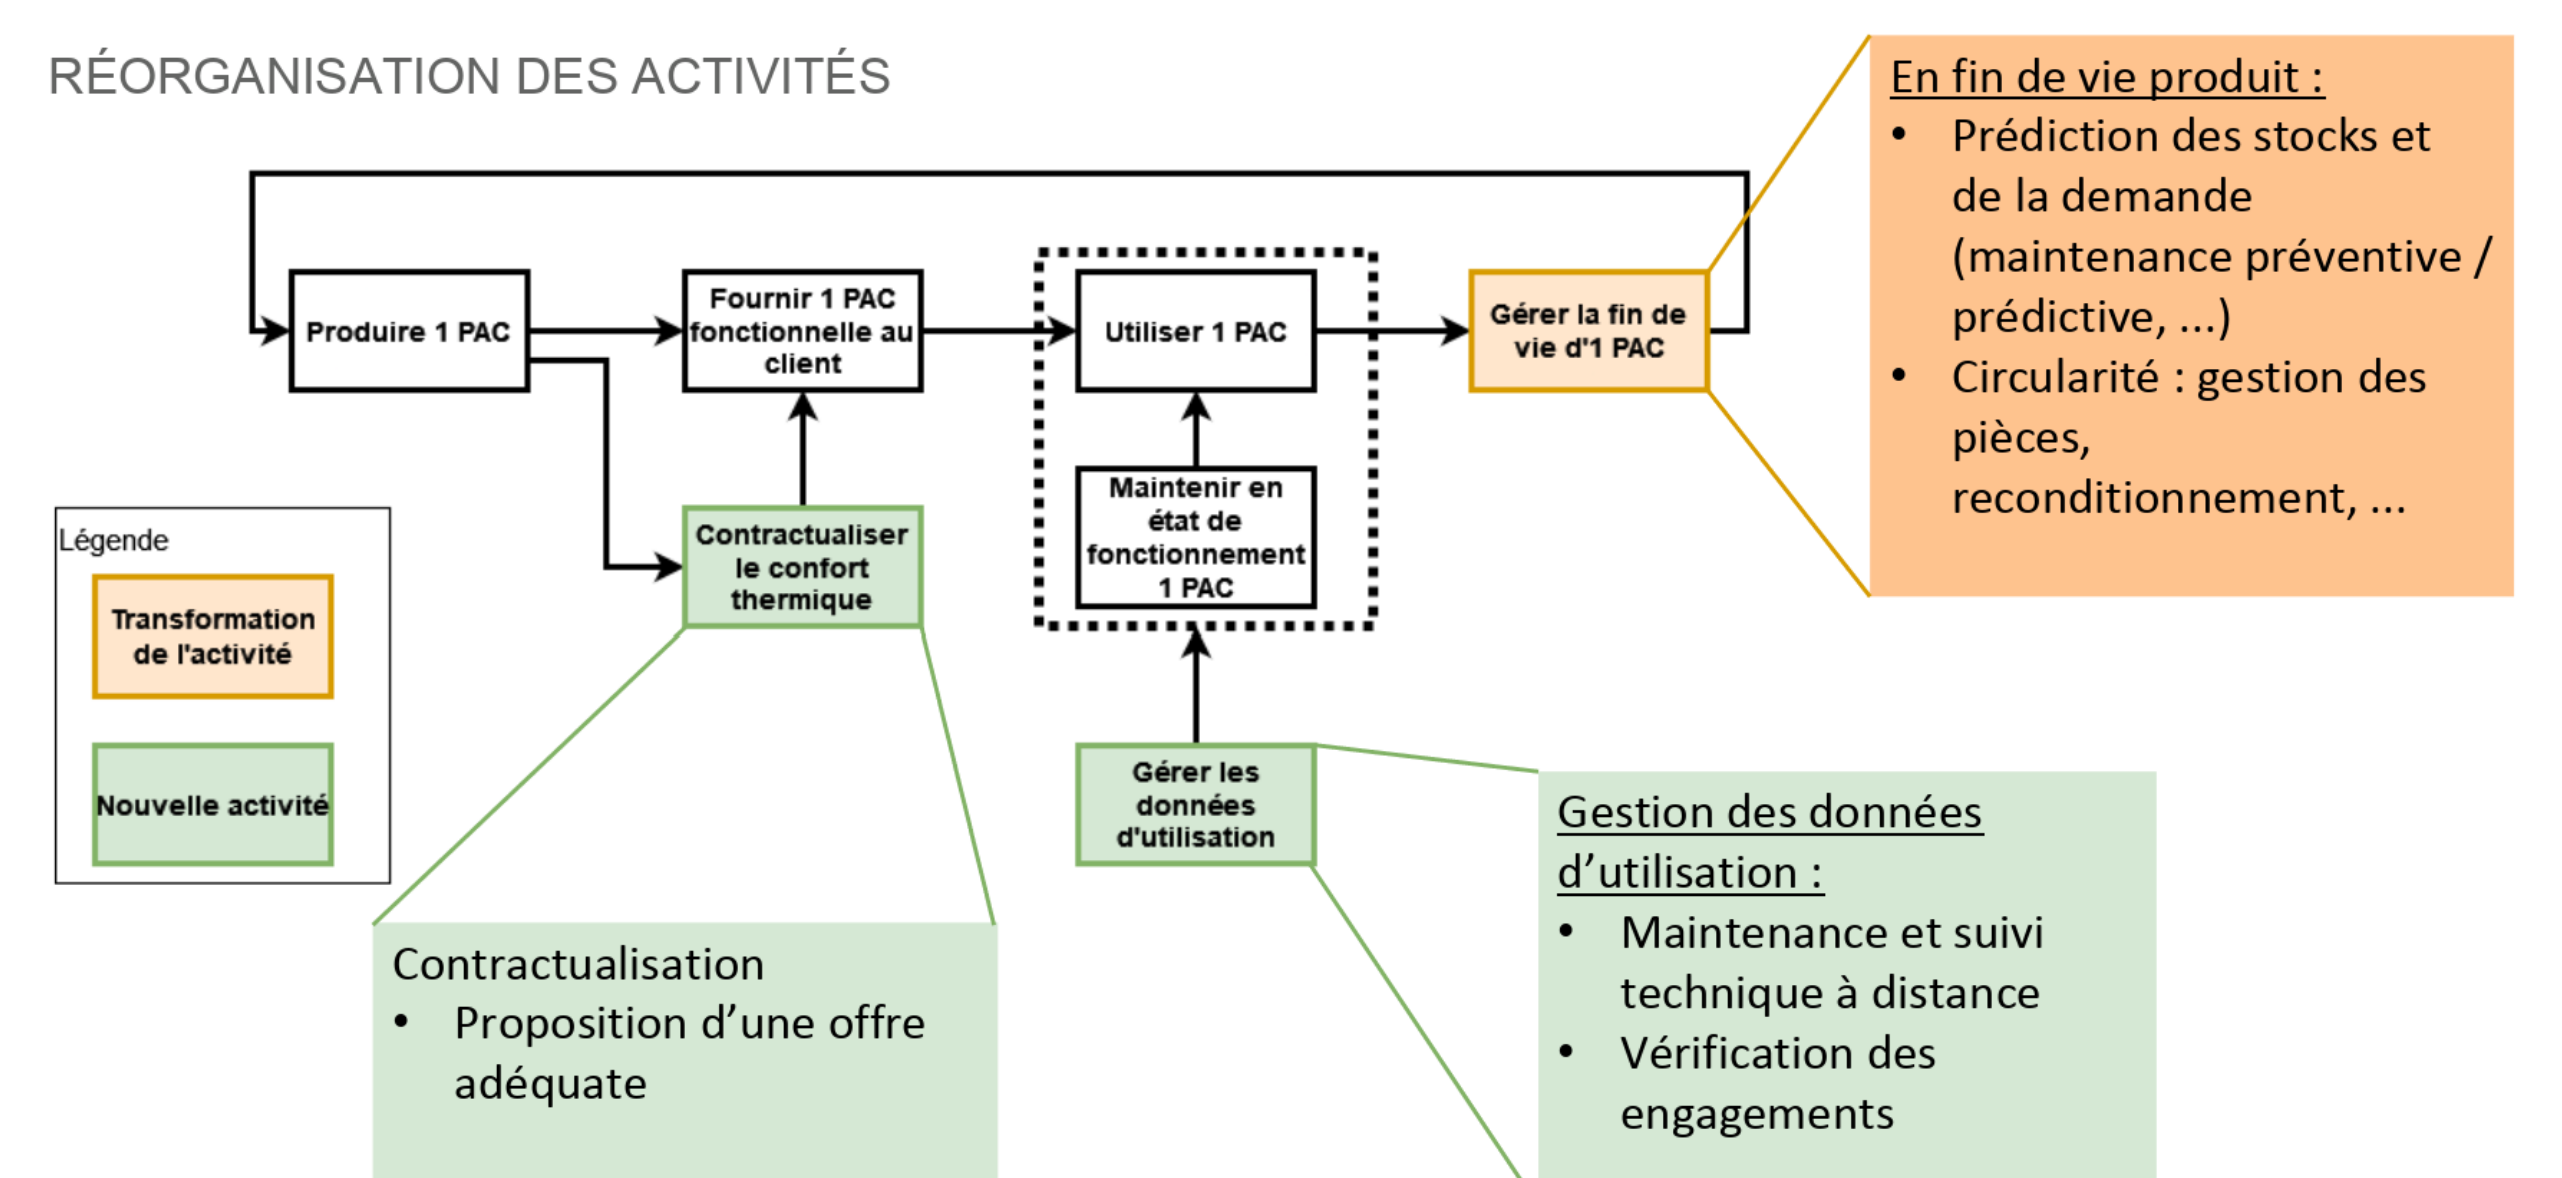 RÉORGANISATION DES ACTIVITÉS
Produire 1 PAC
Fournir 1 PAC
fonctionnelle au
client
Utiliser 1 PAC
Gérer la fin de
vie d'1 PAC
En fin de vie produit :
• Prédiction des stocks et
de la demande
(maintenance préventive /
prédictive, ...)
• Circularité : gestion des
pièces,
reconditionnement, ...
Contractualiser
le confort
thermique
Maintenir en
état de
fonctionnement
1 PAC
Légende
Transformation
de l'activité
Nouvelle activité
Gérer les
données
d'utilisation
Contractualisation
• Proposition d’une offre
adéquate
Gestion des données
d’utilisation :
• Maintenance et suivi
technique à distance
• Vérification des
engagements